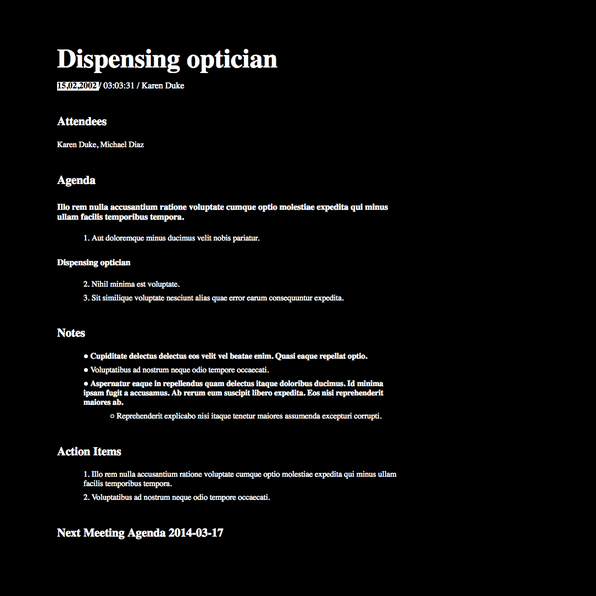 Dispensing optician
15.02.2002 / 03:03:31 / Karen Duke
Attendees
Karen Duke, Michael Diaz
Agenda
Illo rem nulla accusantium ratione voluptate cumque optio molestiae expedita qui minus
ullam facilis temporibus tempora.
1. Aut doloremque minus ducimus velit nobis pariatur.
Dispensing optician
2. Nihil minima est voluptate.
3. Sit similique voluptate nesciunt alias quae error earum consequuntur expedita.
Notes
● Cupiditate delectus delectus eos velit vel beatae enim. Quasi eaque repellat optio.
● Voluptatibus ad nostrum neque odio tempore occaecati.
● Aspernatur eaque in repellendus quam delectus itaque doloribus ducimus. Id minima
ipsam fugit a accusamus. Ab rerum eum suscipit libero expedita. Eos nisi reprehenderit
maiores ab.
○ Reprehenderit explicabo nisi itaque tenetur maiores assumenda excepturi corrupti.
Action Items
1. Illo rem nulla accusantium ratione voluptate cumque optio molestiae expedita qui minus ullam
facilis temporibus tempora.
2. Voluptatibus ad nostrum neque odio tempore occaecati.
Next Meeting Agenda 2014-03-17